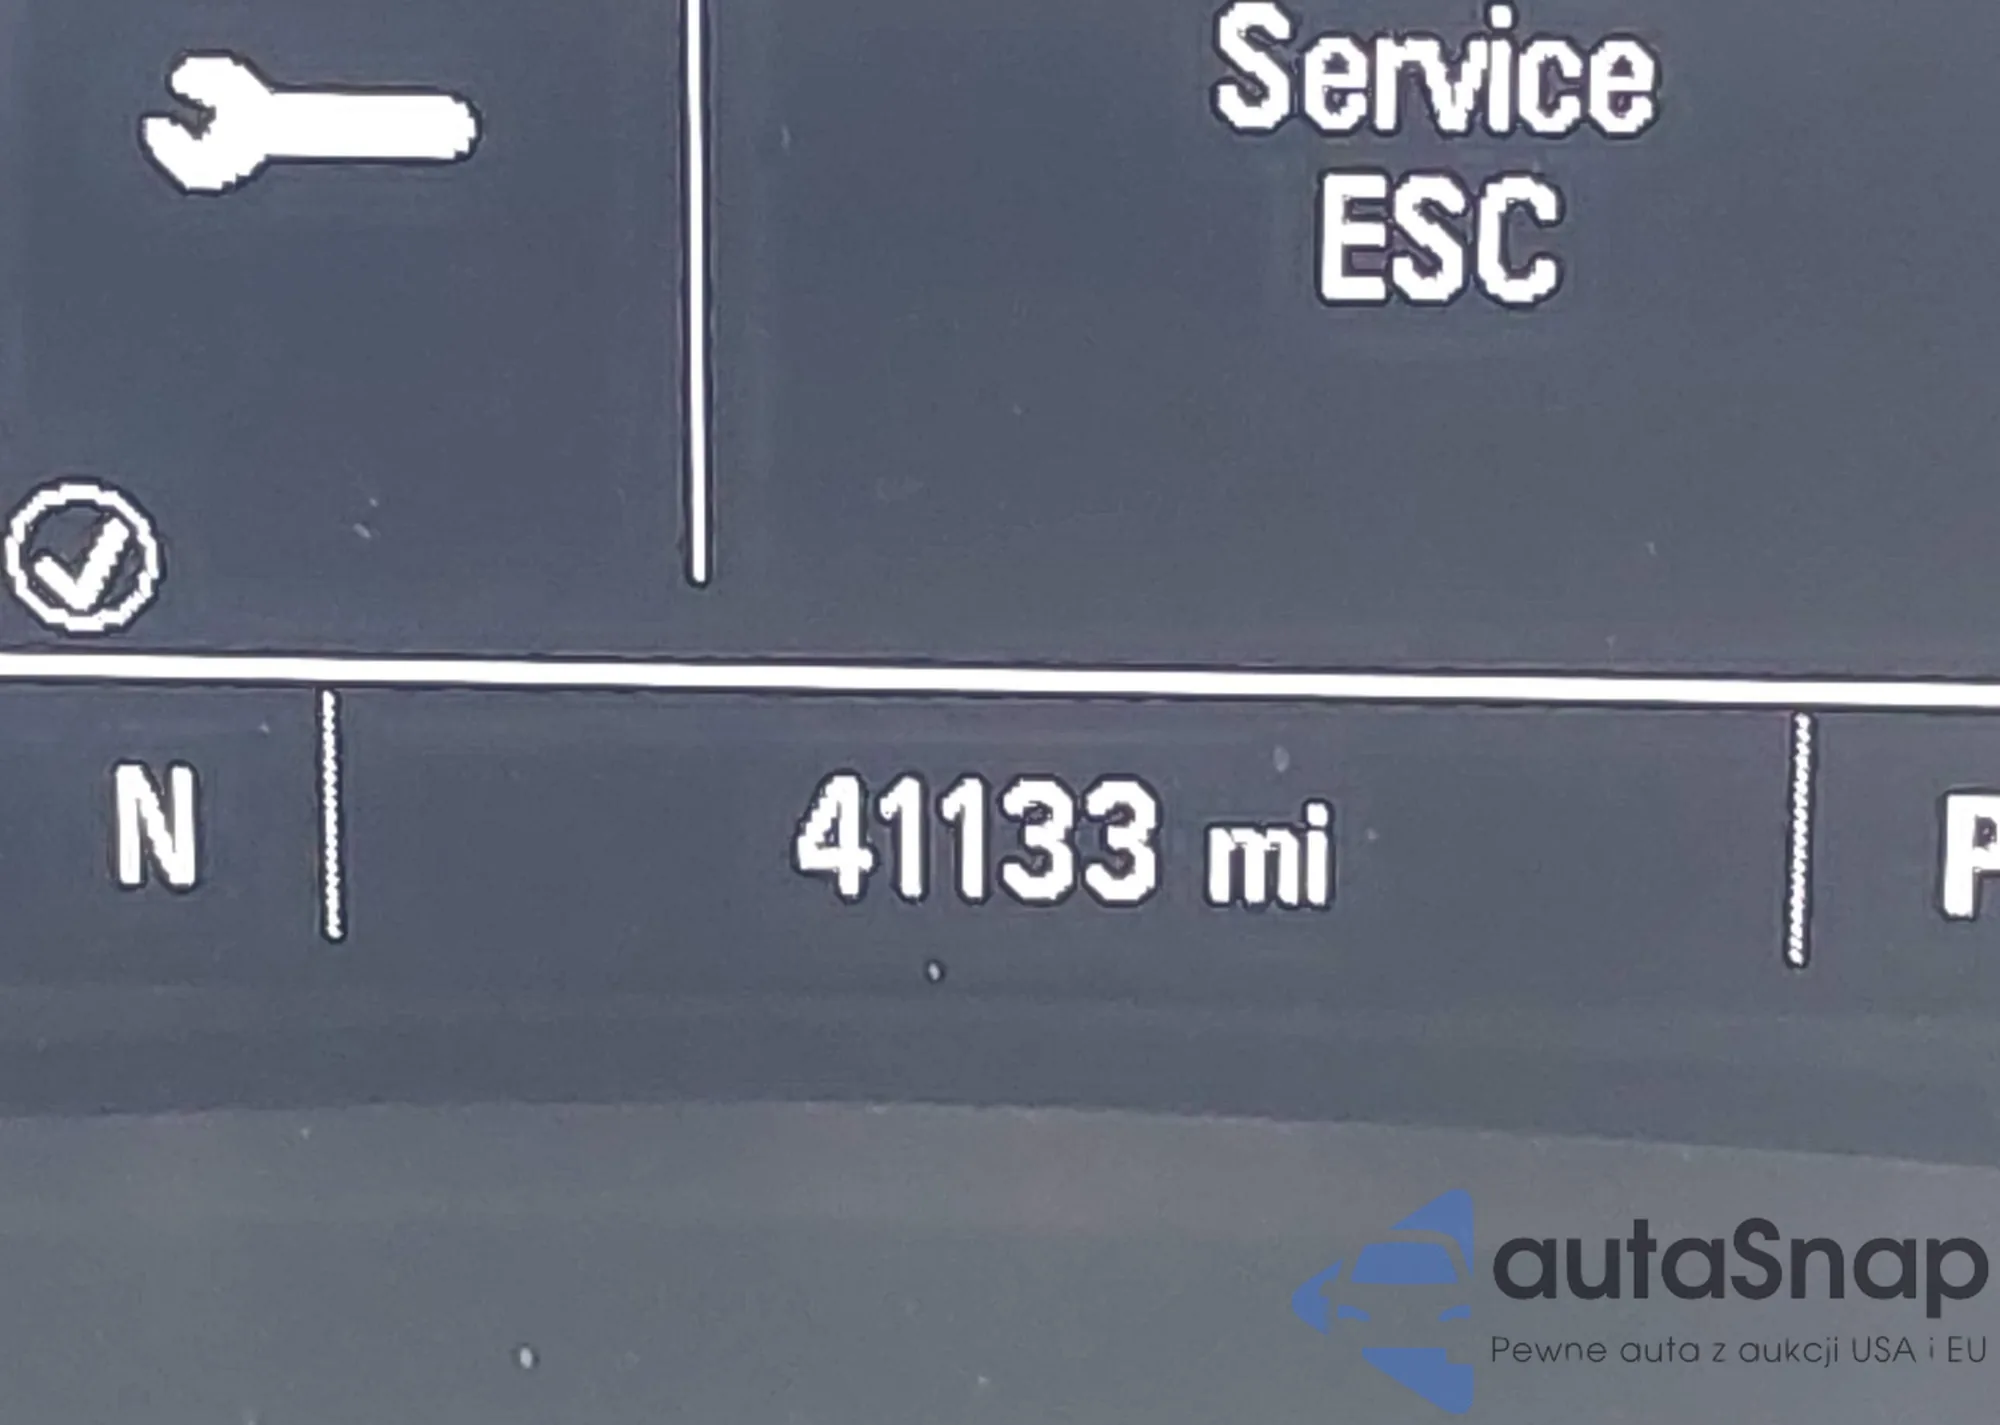 Service
ESC
N
41133 mi
P
autaSnap
Pewne auta z aukcji USA i EU